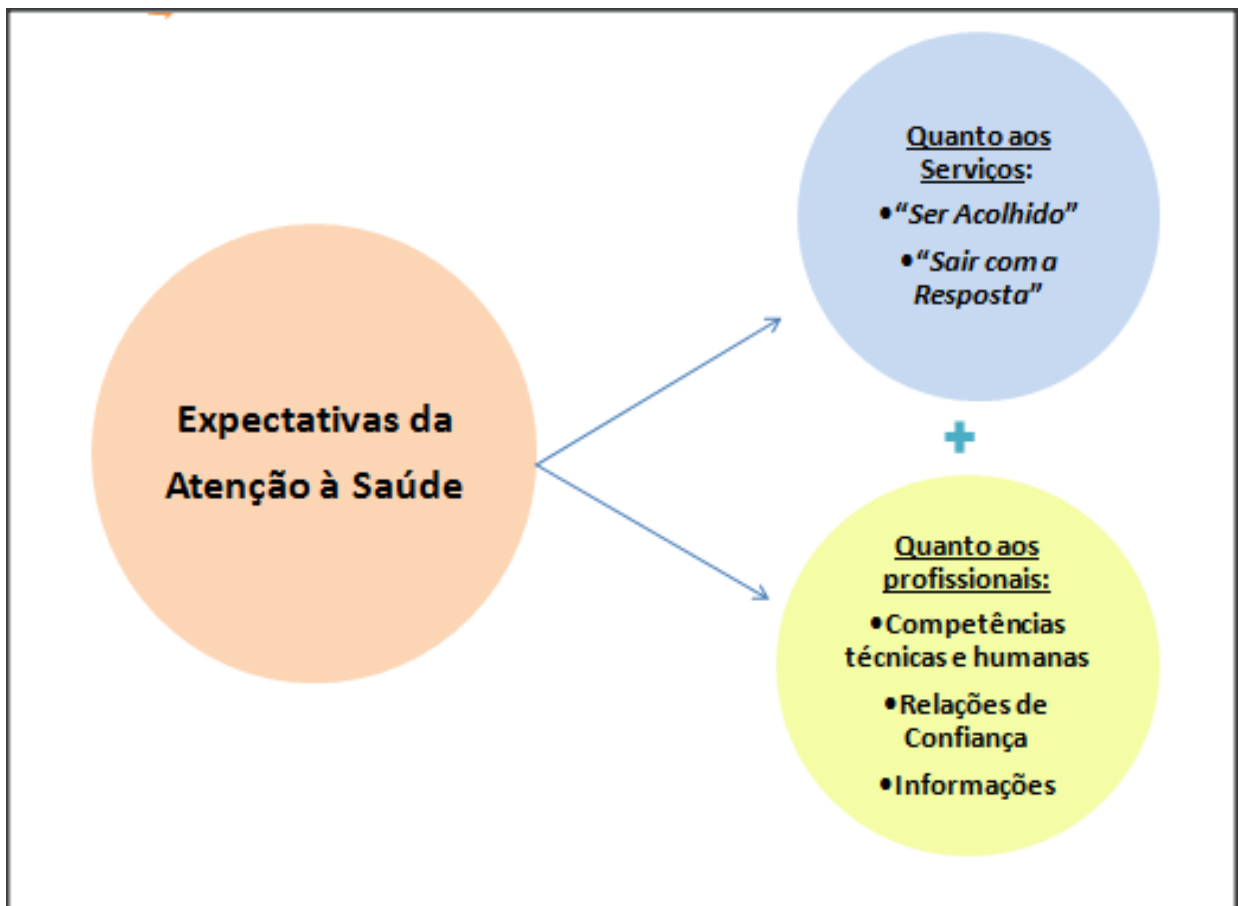 Expectativas da
Atenção à Saúde
Quanto aos
Serviços:
•“Ser Acolhido”
•“Sair com a
Resposta”
+
Quanto aos
profissionais:
•Competências
técnicas e humanas
•Relações de
Confiança
•Informações